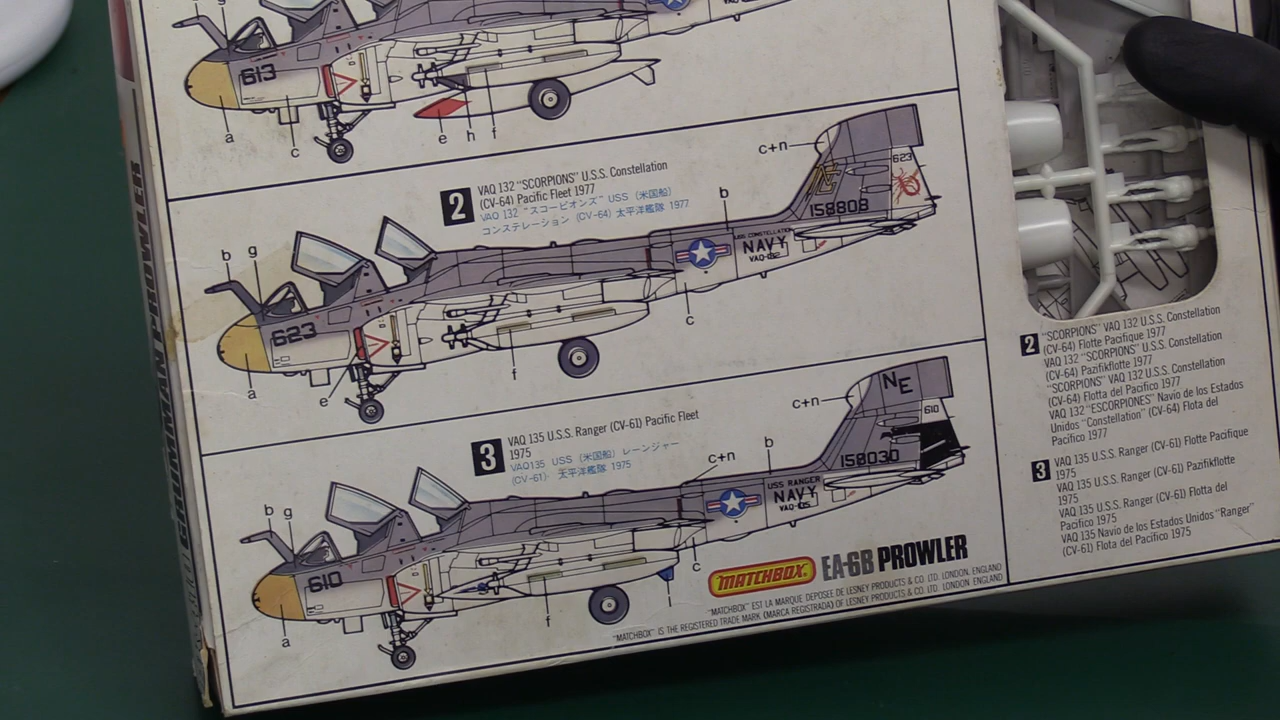 613
a
c
e
h
f
g
2
VAQ 132 "SCORPIONS" U.S.S. Constellation
(CV-64) Pacific Fleet 1977
VAQ 132 "スコーピオンズ" USS (米国船)
コンステレーション (CV-64) 太平洋艦隊 1977
b
g
b
c+n
623
158808
USS CONSTELLATION
NAVY
VAQ-132
623
a
e
f
c
3
VAQ 135 U.S.S. Ranger (CV-61) Pacific Fleet
1975
VAQ135 USS (米国船) レーンジャー
(CV-61) 太平洋艦隊 1975
b
g
c+n
b
c+n
NE
610
158030
USS RANGER
NAVY
610
a
f
c
MATCHBOX
EA-6B PROWLER
"MATCHBOX" EST LA MARQUE DEPOSEE DE LESNEY PRODUCTS & CO. LTD. LONDON, ENGLAND
"MATCHBOX" IS THE REGISTERED TRADE MARK (MARCA REGISTRADA) OF LESNEY PRODUCTS & CO. LTD. LONDON ENGLAND
2
"SCORPIONS" VAQ 132 U.S.S. Constellation
(CV-64) Flotte Pacifique 1977
VAQ 132 "SCORPIONS" U.S.S. Constellation
(CV-64) Pazifikflotte 1977
"SCORPIONS" VAQ 132 U.S.S. Constellation
(CV-64) Flotta del Pacifico 1977
VAQ 132 "ESCORPIONES" Navio de los Estados
Unidos "Constellation" (CV-64) Flota del
Pacifico 1977
3
VAQ 135 U.S.S. Ranger (CV-61) Flotte Pacifique
1975
VAQ 135 U.S.S. Ranger (CV-61) Pazifikflotte
1975
VAQ 135 U.S.S. Ranger (CV-61) Flotta del
Pacifico 1975
VAQ 135 Navio de los Estados Unidos "Ranger"
(CV-61) Flota del Pacifico 1975